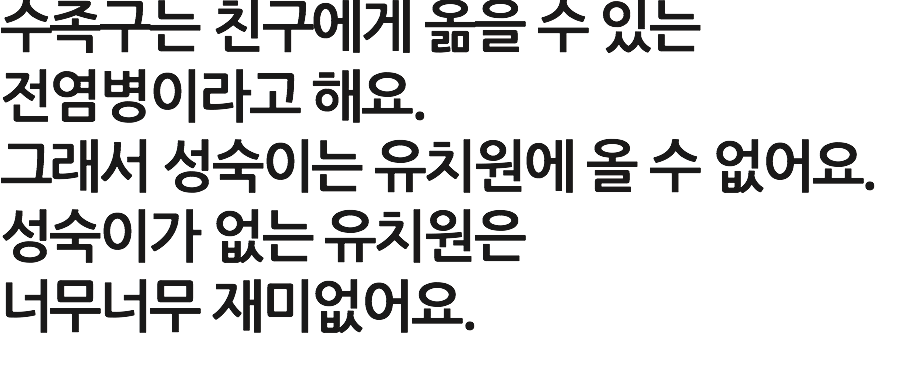 수족구는 친구에게 옮을 수 있는
전염병이라고 해요.
그래서 성숙이는 유치원에 올 수 없어요.
성숙이가 없는 유치원은
너무너무 재미없어요.